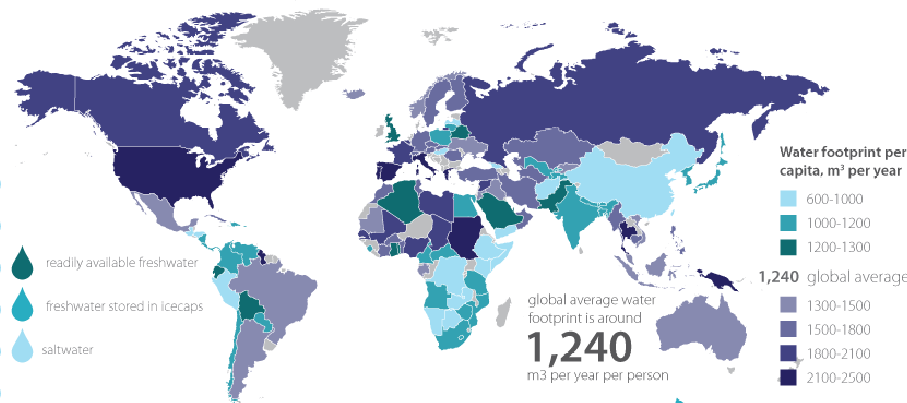 Water footprint per
capita, m³ per year
600-1000
1000-1200
1200-1300
1,240 global average
1300-1500
1500-1800
1800-2100
2100-2500
readily available freshwater
freshwater stored in icecaps
saltwater
global average water
footprint is around
1,240
m3 per year per person